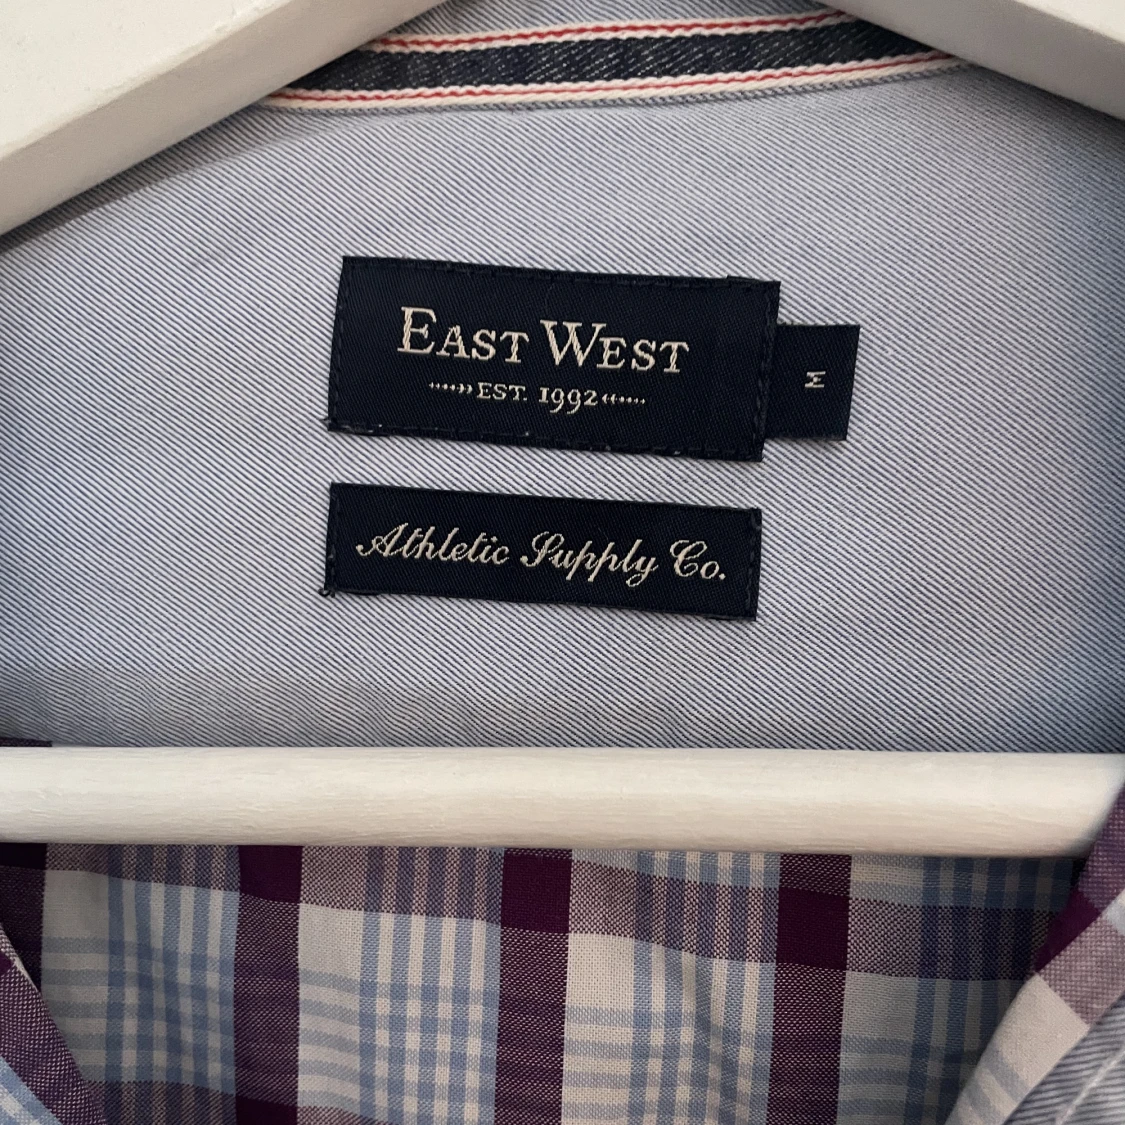 EAST WEST
EST. 1992
M
Athletic Supply Co.